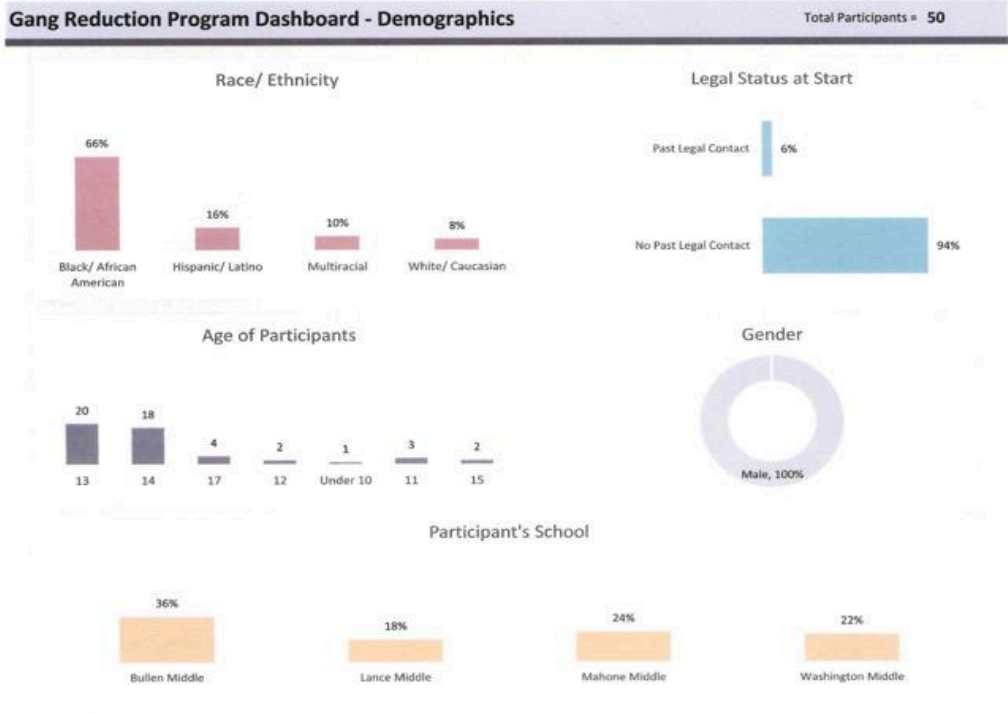 Gang Reduction Program Dashboard - Demographics
Total Participants = 50
Race/ Ethnicity
66%
16%
10%
8%
Black/ African
American
Hispanic/ Latino
Multiracial
White/ Caucasian
Legal Status at Start
Past Legal Contact
6%
No Past Legal Contact
94%
Age of Participants
20
18
4
2
1
3
2
13
14
17
12
Under 10
11
15
Gender
Male, 100%
Participant's School
36%
18%
24%
22%
Bullen Middle
Lance Middle
Mahone Middle
Washington Middle